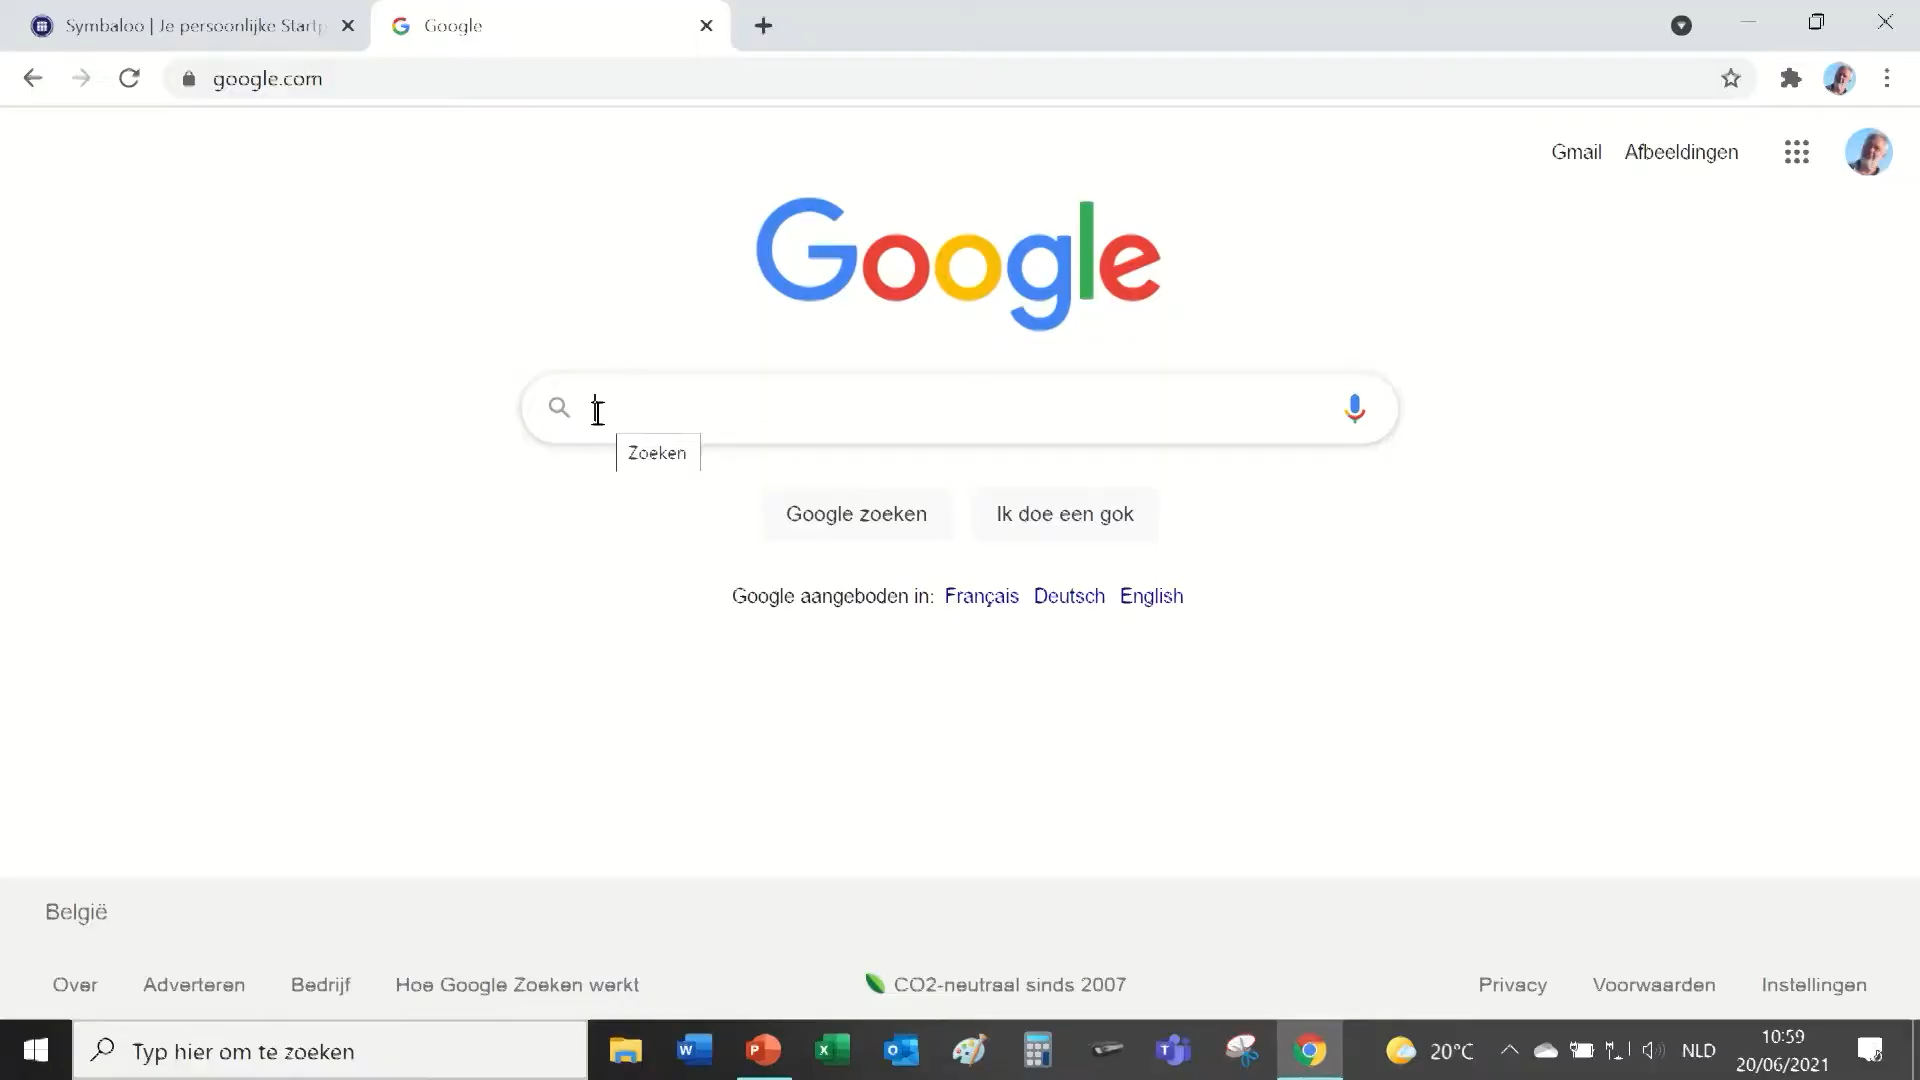 Symbaloo | Je persoonlijke Startp
Google
google.com
Gmail Afbeeldingen
Google
Zoeken
Google zoeken Ik doe een gok
Google aangeboden in: Français Deutsch English
België
Over Adverteren Bedrijf Hoe Google Zoeken werkt CO2-neutraal sinds 2007 Privacy Voorwaarden Instellingen
Typ hier om te zoeken 20°C NLD 10:59
20/06/2021